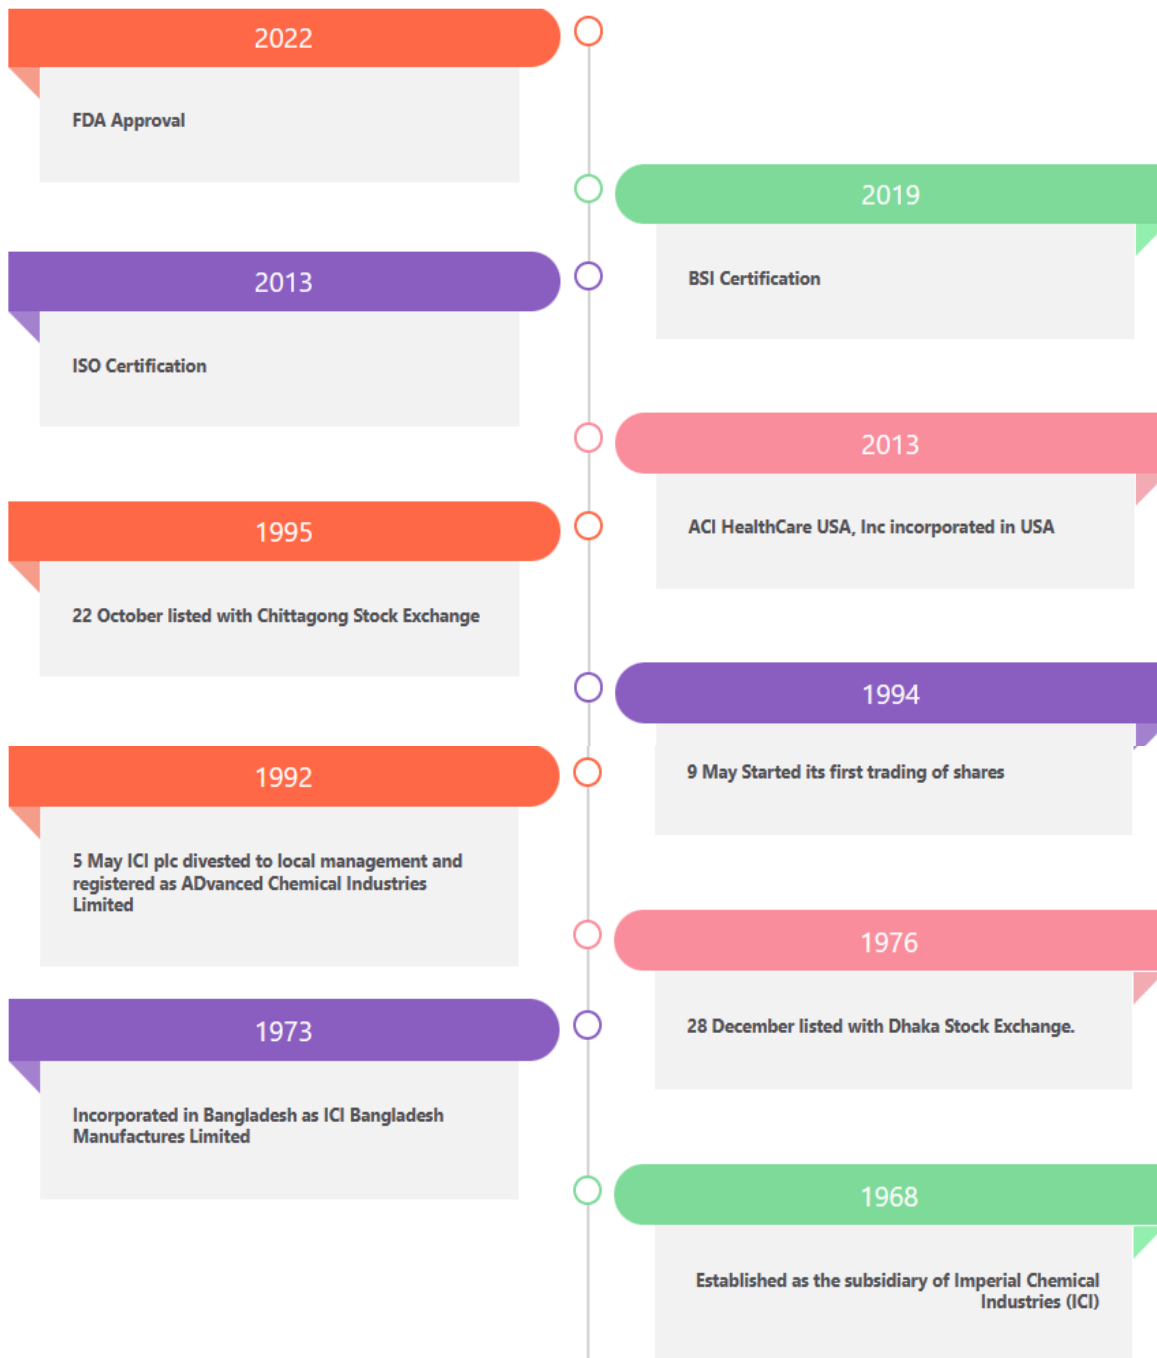 2022
FDA Approval
2019
BSI Certification
2013
ISO Certification
2013
ACI HealthCare USA, Inc incorporated in USA
1995
22 October listed with Chittagong Stock Exchange
1994
9 May Started its first trading of shares
1992
5 May ICI plc divested to local management and
registered as ADvanced Chemical Industries
Limited
1976
28 December listed with Dhaka Stock Exchange.
1973
Incorporated in Bangladesh as ICI Bangladesh
Manufactures Limited
1968
Established as the subsidiary of Imperial Chemical
Industries (ICI)